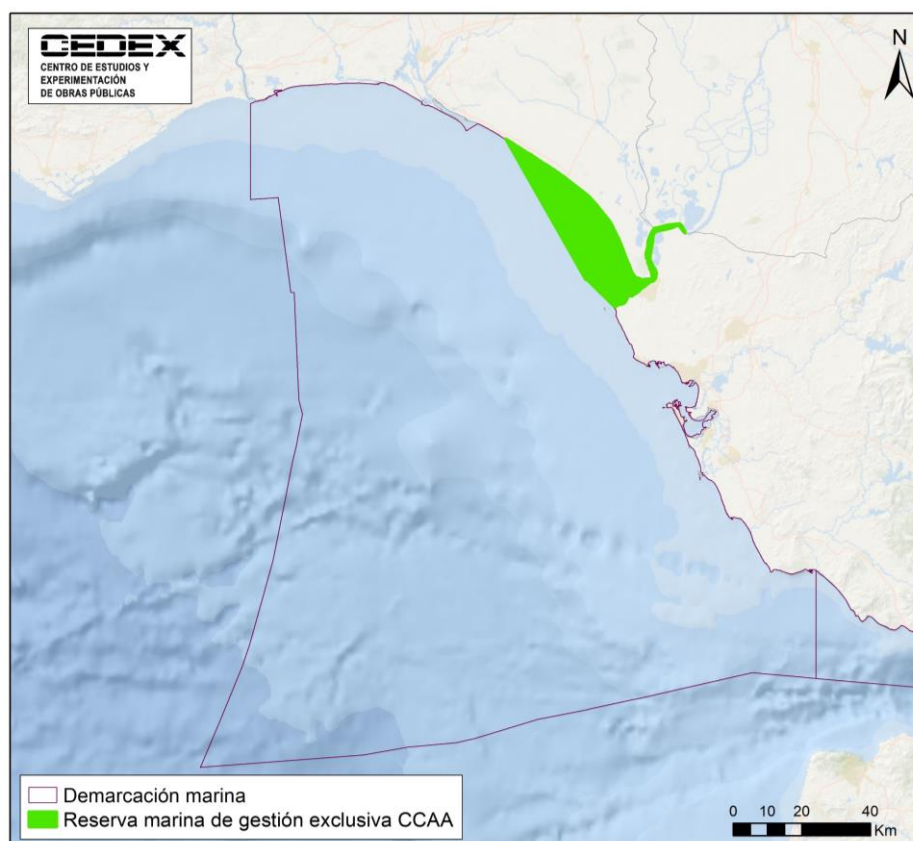 CEDEX
CENTRO DE ESTUDIOS Y
EXPERIMENTACIÓN
DE OBRAS PÚBLICAS
N
Demarcación marina
Reserva marina de gestión exclusiva CCAA
0 10 20 40
Km